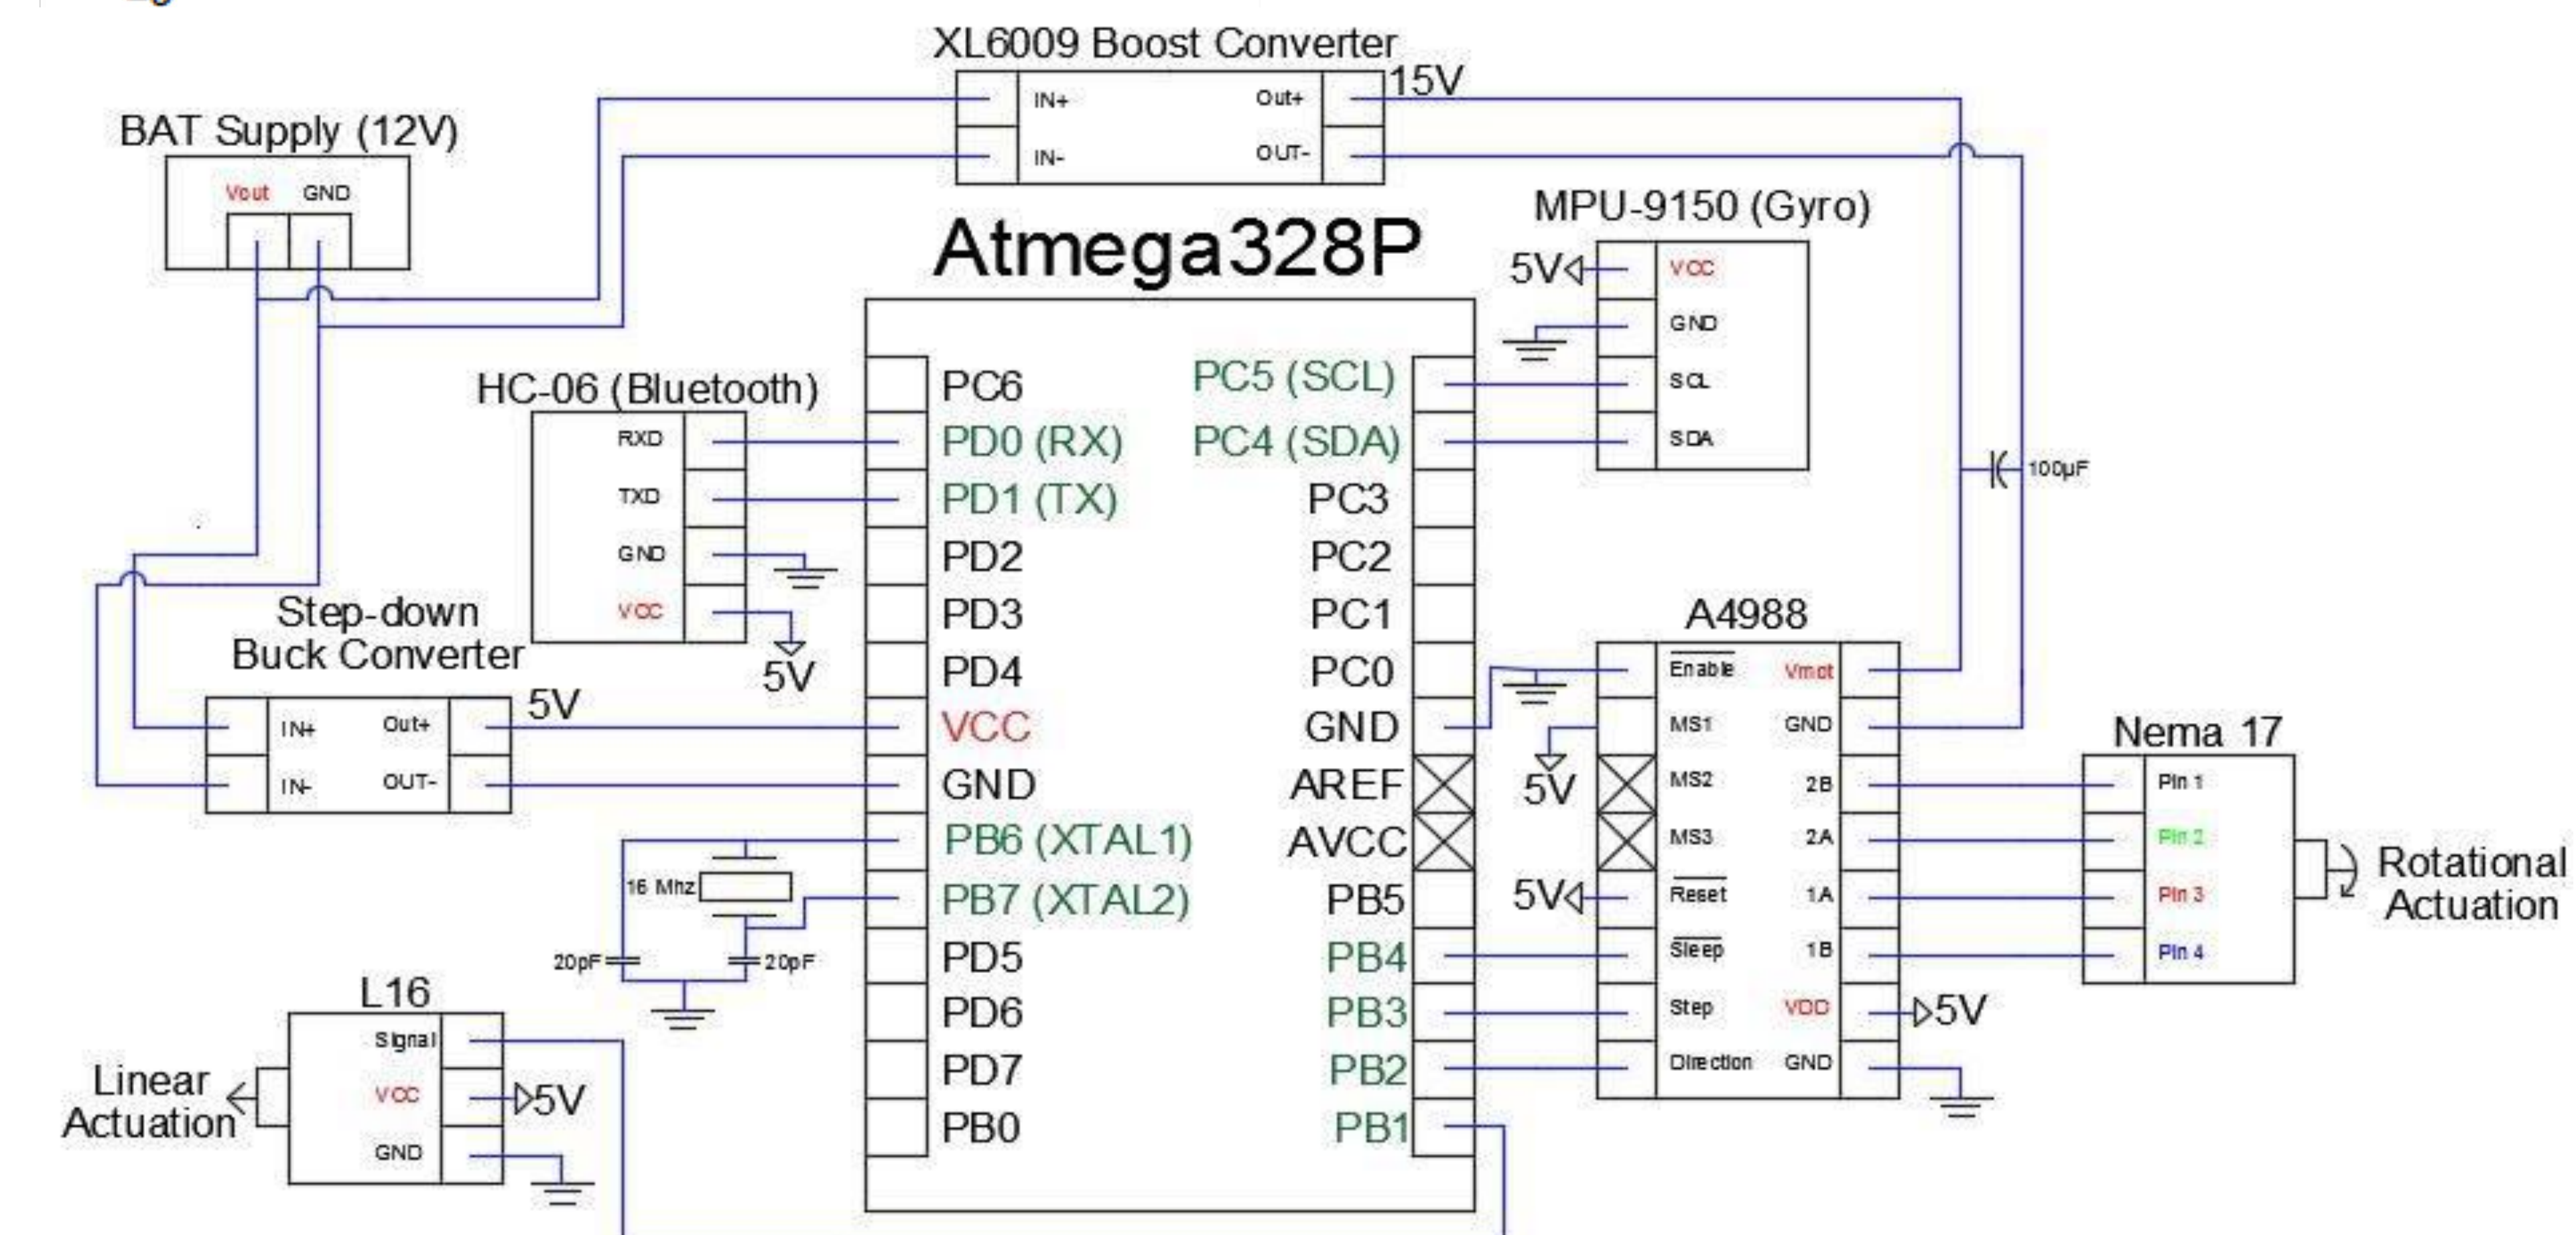 XL6009 Boost Converter
IN+
Out+
15V
IN-
OUT-
BAT Supply (12V)
Vout
GND
MPU-9150 (Gyro)
5V
VCC
GND
SCL
SDA
Atmega328P
PC6
PD0 (RX)
PD1 (TX)
PD2
PD3
PD4
VCC
GND
PB6 (XTAL1)
PB7 (XTAL2)
PD5
PD6
PD7
PB0
PC5 (SCL)
PC4 (SDA)
PC3
PC2
PC1
PC0
GND
AREF
AVCC
PB5
PB4
PB3
PB2
PB1
HC-06 (Bluetooth)
RXD
TXD
GND
VCC
5V
100µF
Step-down
Buck Converter
IN+
Out+
5V
IN-
OUT-
A4988
Enable
Vmot
MS1
GND
5V
MS2
2B
MS3
2A
5V
Reset
1A
Sleep
1B
Step
VDD
5V
Direction
GND
Nema 17
Pin 1
Pin 2
Pin 3
Pin 4
Rotational
Actuation
16 Mhz
20pF
20pF
L16
Signal
VCC
5V
GND
Linear
Actuation